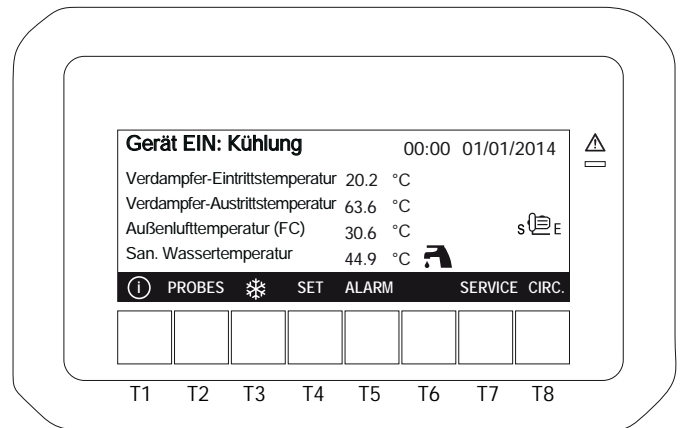 Gerät EIN: Kühlung 00:00 01/01/2014
Verdampfer-Eintrittstemperatur 20.2 °C
Verdampfer-Austrittstemperatur 63.6 °C
Außenlufttemperatur (FC) 30.6 °C
S E
San. Wassertemperatur 44.9 °C
i PROBES SET ALARM SERVICE CIRC.
T1 T2 T3 T4 T5 T6 T7 T8